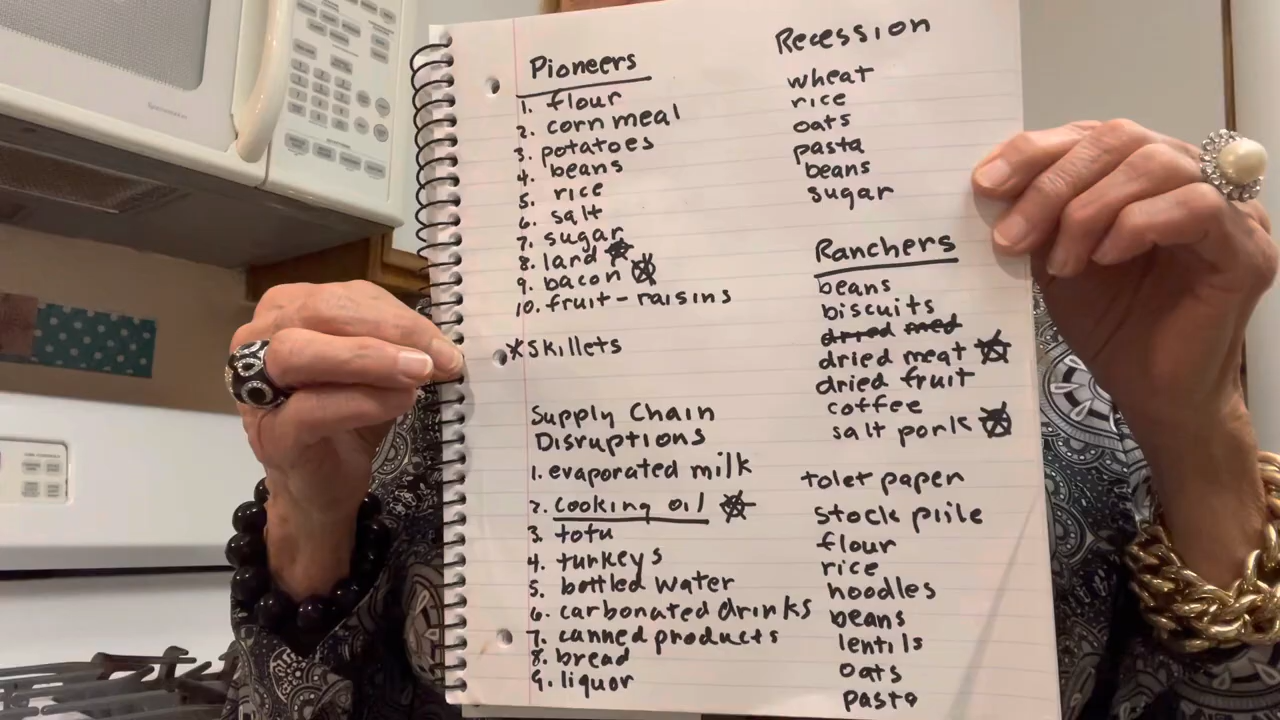 Pioneers
1. flour
2. corn meal
3. potatoes
4. beans
5. rice
6. salt
7. sugar
8. lard
9. bacon
10. fruit - raisins
*skillets
Supply Chain
Disruptions
1. evaporated milk
2. cooking oil
3. tofu
4. turkeys
5. bottled water
6. carbonated drinks
7. canned products
8. bread
9. liquor
Recession
wheat
rice
oats
pasta
beans
sugar
Ranchers
beans
biscuits
dried meat
dried fruit
coffee
salt pork
tolet paper
stock piile
flour
rice
noodles
beans
lentils
oats
pasta